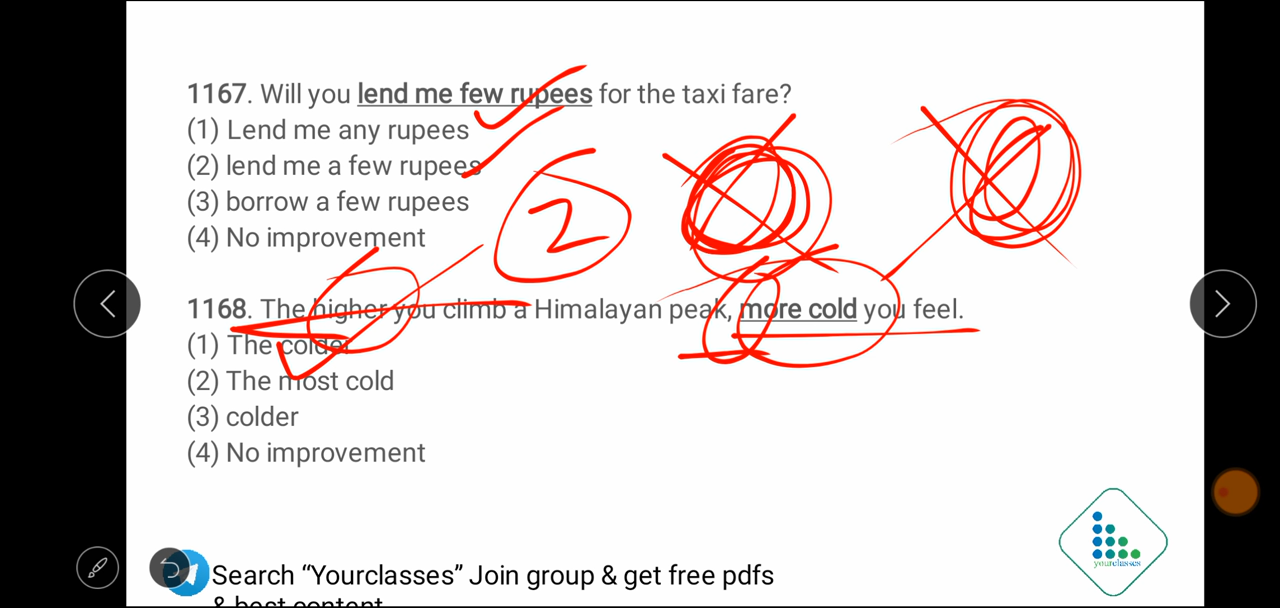 1167. Will you lend me few rupees for the taxi fare?
(1) Lend me any rupees
(2) lend me a few rupees
(3) borrow a few rupees
(4) No improvement
2
1168. The higher you climb a Himalayan peak, more cold you feel.
(1) The colder
(2) The most cold
(3) colder
(4) No improvement
yourclasses
Search “Yourclasses” Join group & get free pdfs
& best content